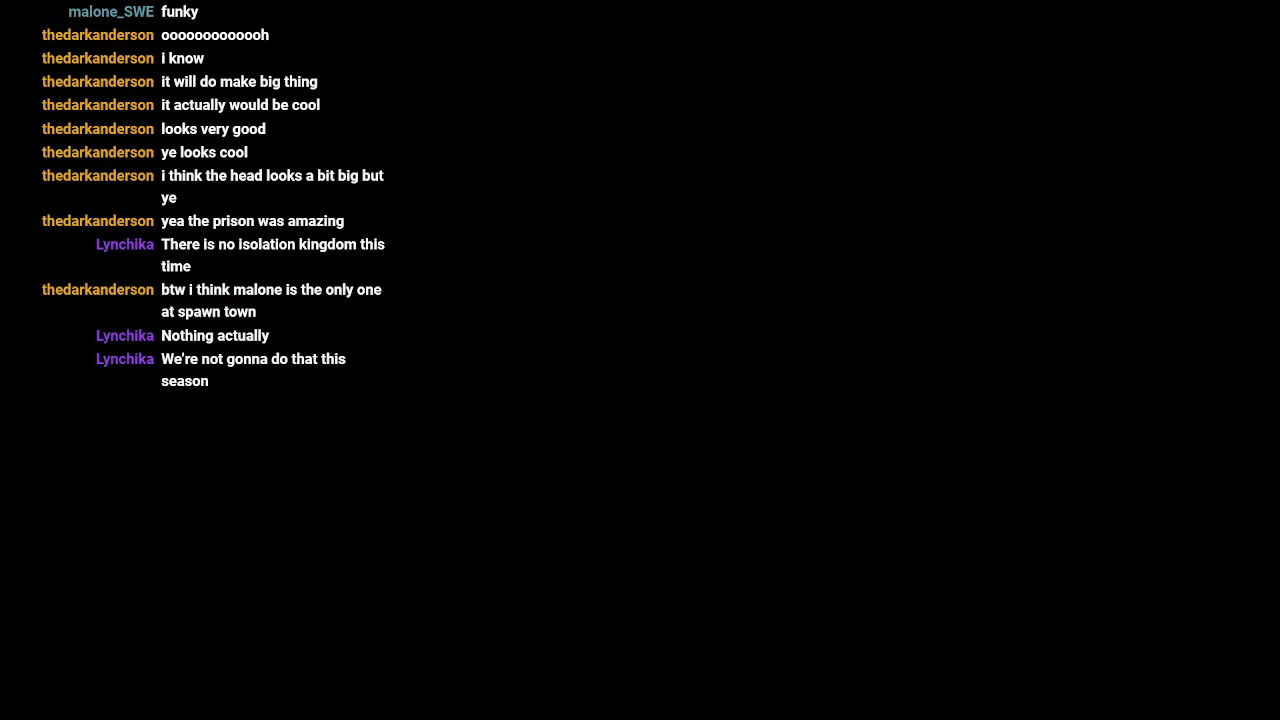 malone_SWE funky
thedarkanderson ooooooooooooh
thedarkanderson i know
thedarkanderson it will do make big thing
thedarkanderson it actually would be cool
thedarkanderson looks very good
thedarkanderson ye looks cool
thedarkanderson i think the head looks a bit big but
ye
thedarkanderson yea the prison was amazing
Lynchika There is no isolation kingdom this
time
thedarkanderson btw i think malone is the only one
at spawn town
Lynchika Nothing actually
Lynchika We're not gonna do that this
season